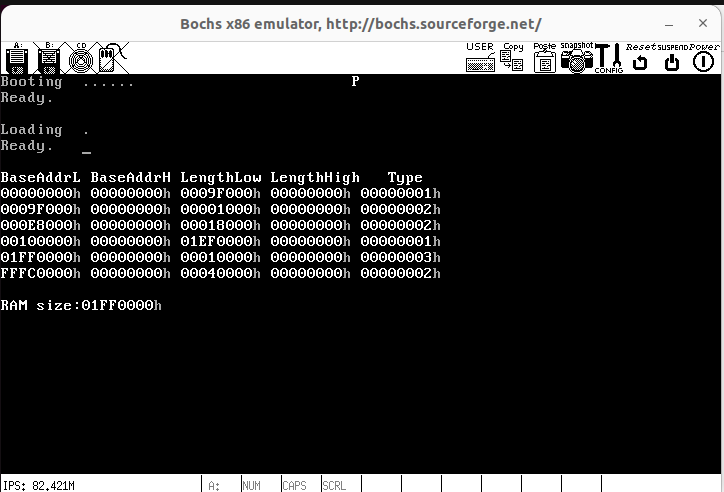 Bochs x86 emulator, http://bochs.sourceforge.net/
A: B: CD USER Copy Paste snapshot CONFIG Reset SUSPEND Power
Booting ...... P
Ready.
Loading .
Ready. _
BaseAddrL BaseAddrH LengthLow LengthHigh Type
00000000h 00000000h 0009F000h 00000000h 00000001h
0009F000h 00000000h 00001000h 00000000h 00000002h
000E8000h 00000000h 00018000h 00000000h 00000002h
00100000h 00000000h 01EF0000h 00000000h 00000001h
01FF0000h 00000000h 00010000h 00000000h 00000003h
FFFC0000h 00000000h 00040000h 00000000h 00000002h
RAM size:01FF0000h
IPS: 82.421M A: NUM CAPS SCRL